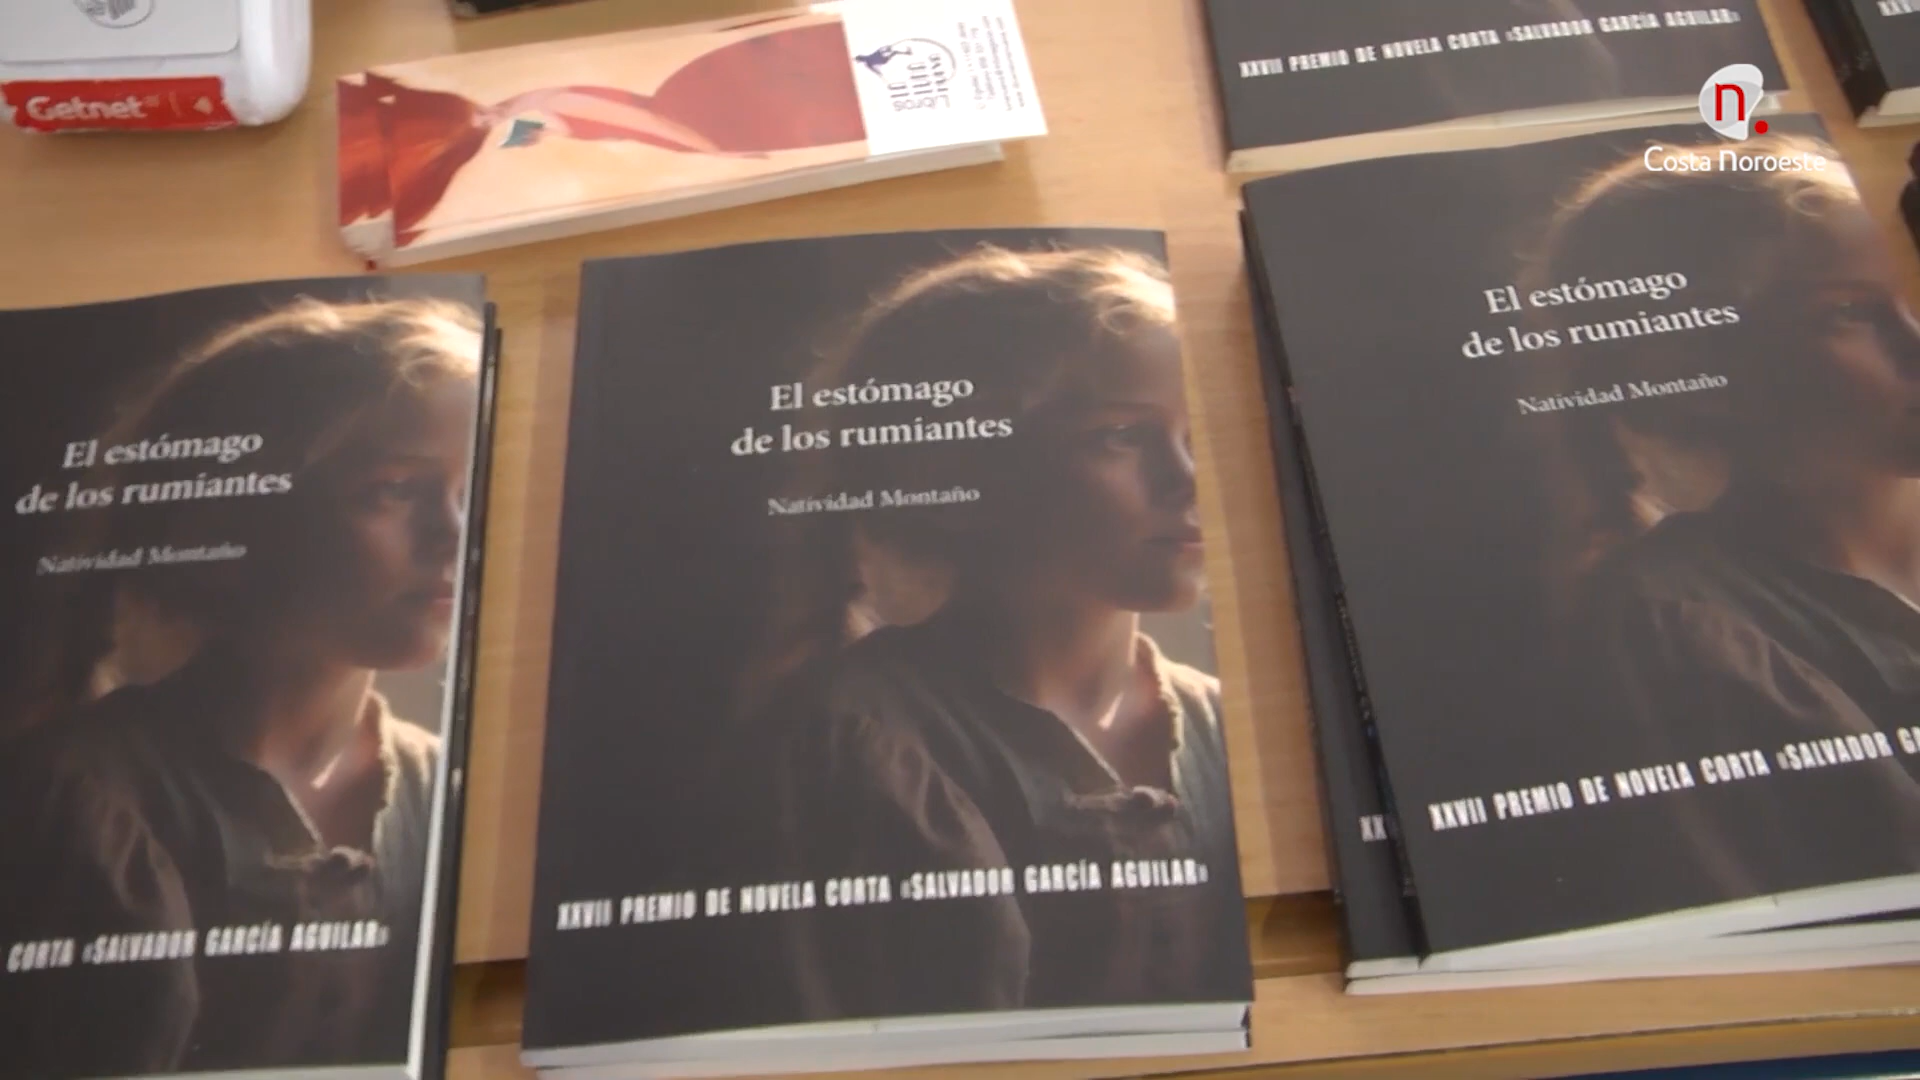 Getnet
XXVII PREMIO DE NOVELA CORTA «SALVADOR GARCÍA AGUILAR»
n.
Costa Noroeste
El estómago
de los rumiantes
Natividad Montaño
CORTA «SALVADOR GARCÍA AGUILAR»
El estómago
de los rumiantes
Natividad Montaño
XXVII PREMIO DE NOVELA CORTA «SALVADOR GARCÍA AGUILAR»
El estómago
de los rumiantes
Natividad Montaño
XXVII PREMIO DE NOVELA CORTA «SALVADOR GA
XX